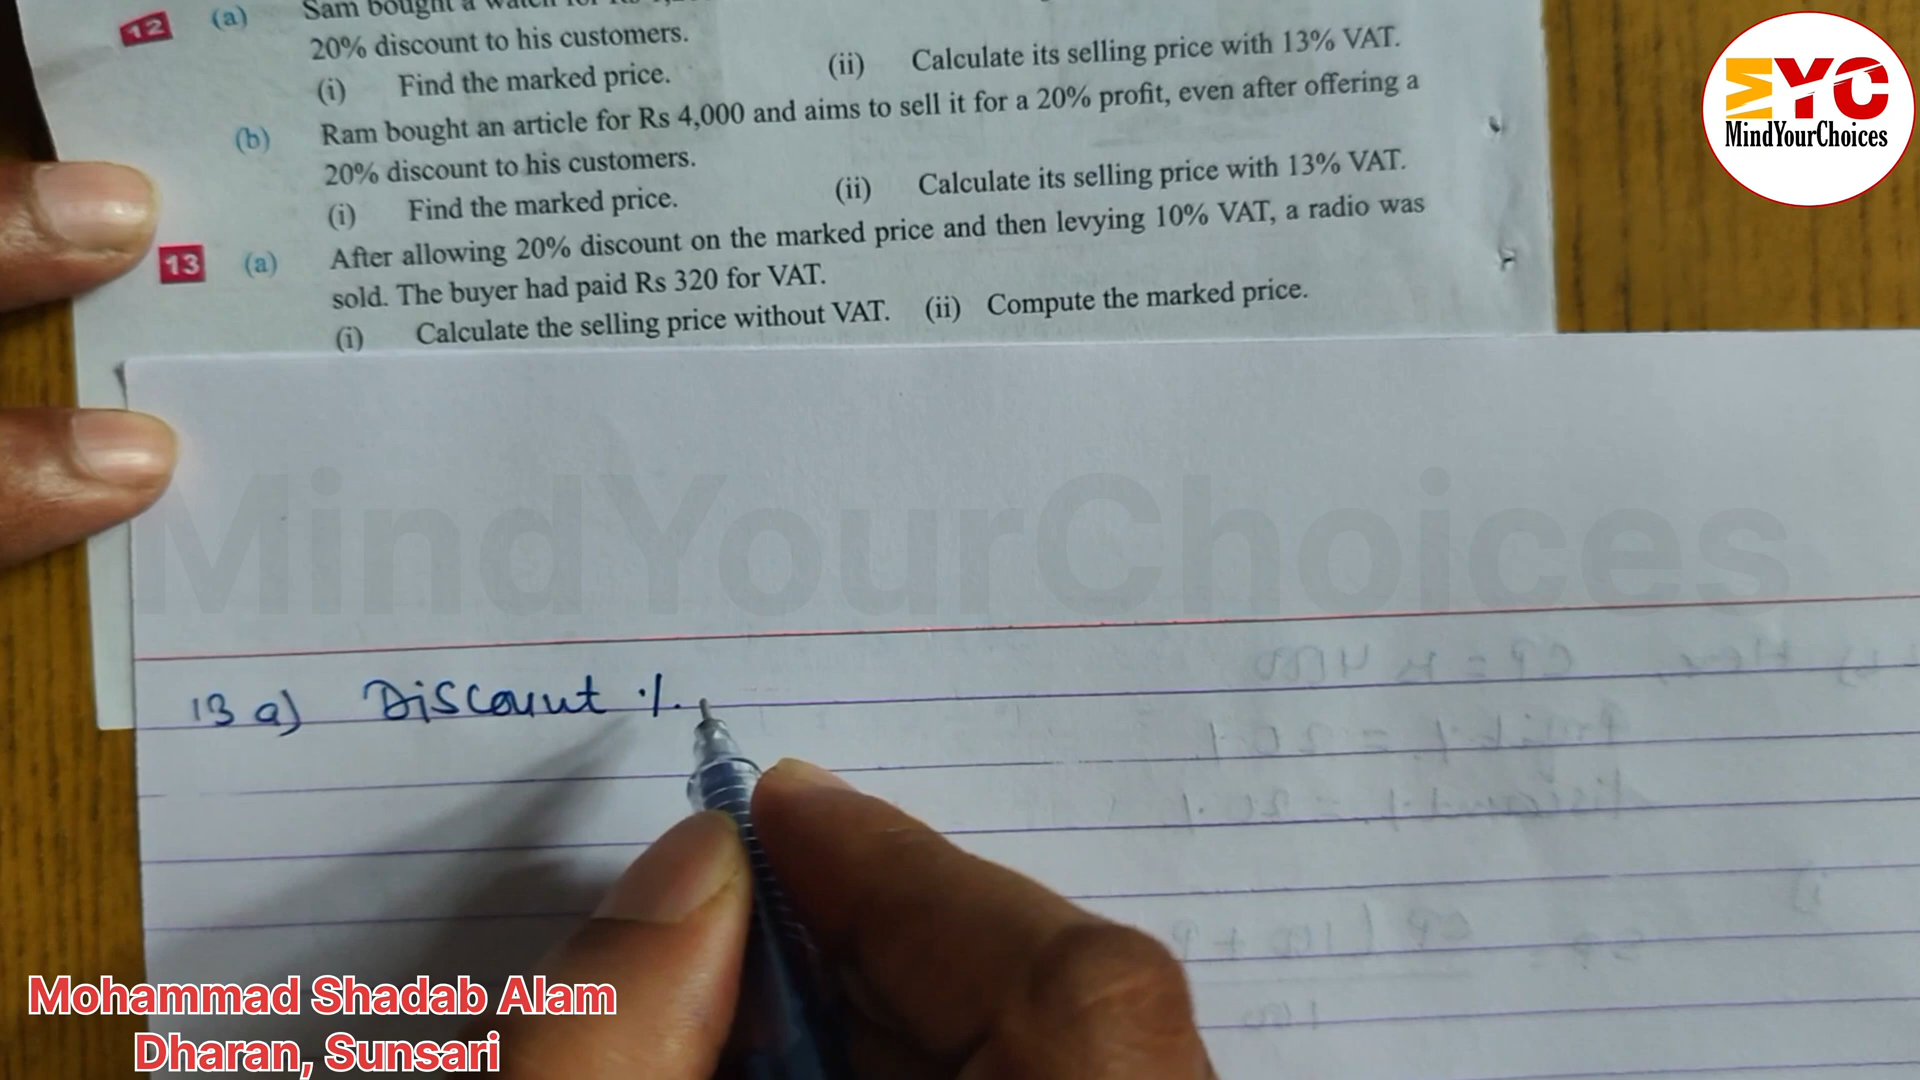 12 (a) Sam bought a watch for Rs
20% discount to his customers.
(i) Find the marked price. (ii) Calculate its selling price with 13% VAT.
(b) Ram bought an article for Rs 4,000 and aims to sell it for a 20% profit, even after offering a
20% discount to his customers.
(i) Find the marked price. (ii) Calculate its selling price with 13% VAT.
13 (a) After allowing 20% discount on the marked price and then levying 10% VAT, a radio was
sold. The buyer had paid Rs 320 for VAT.
(i) Calculate the selling price without VAT. (ii) Compute the marked price.
MYC
MindYourChoices
MindYourChoices
13 a) Discount %
Mohammad Shadab Alam
Dharan, Sunsari